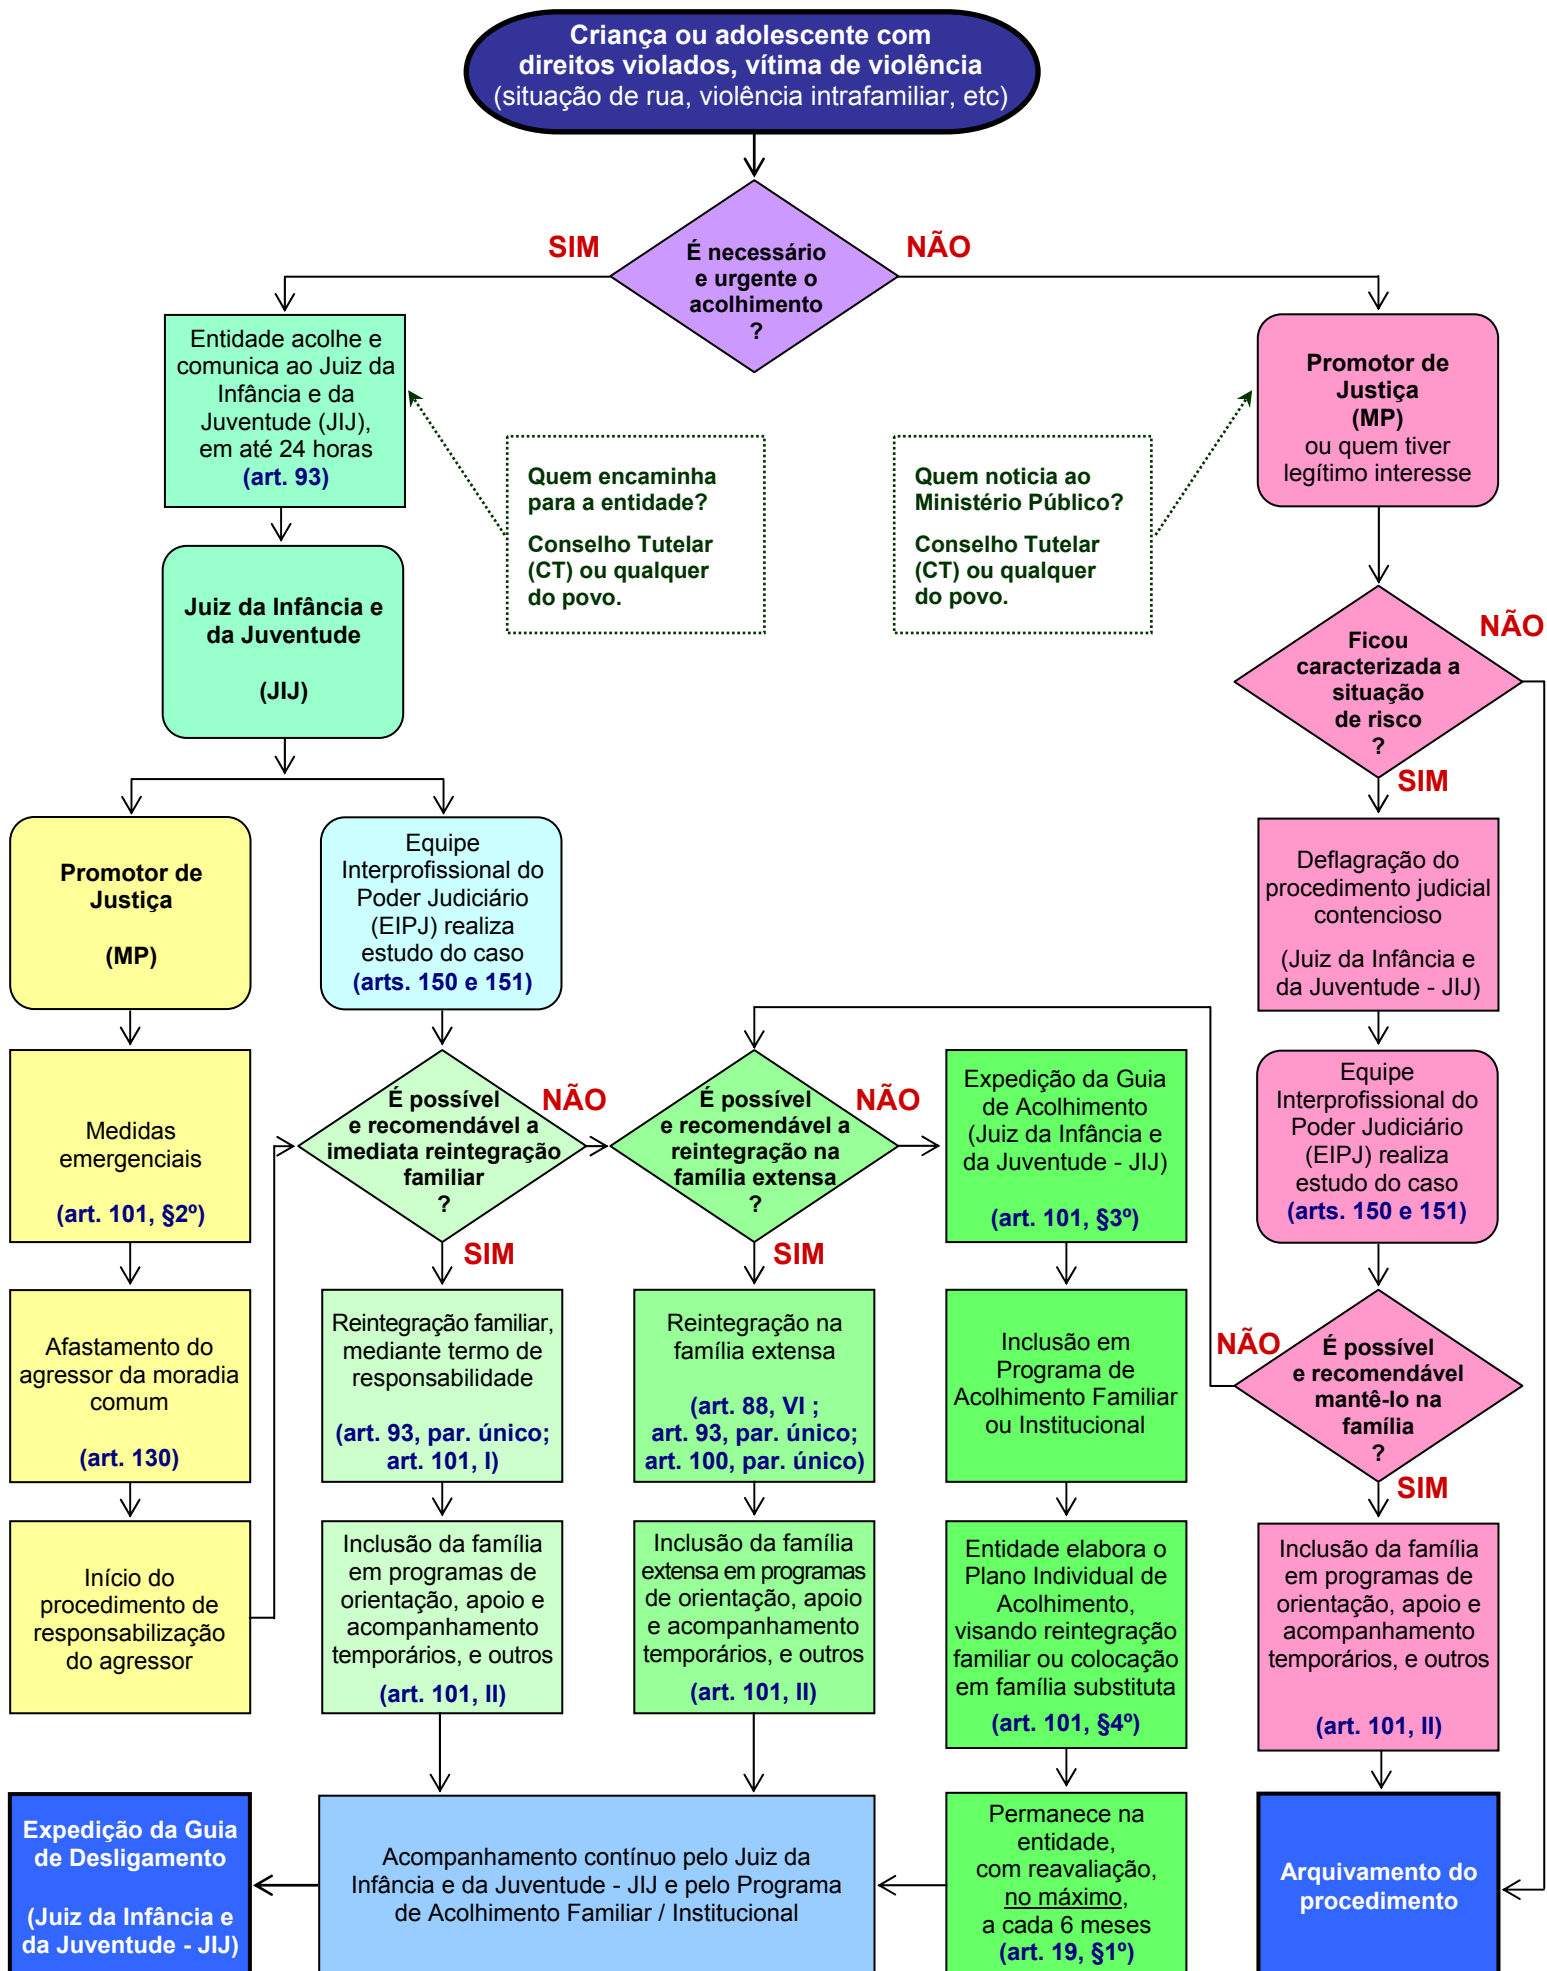 Criança ou adolescente com
direitos violados, vítima de violência
(situação de rua, violência intrafamiliar, etc)
SIM
É necessário
e urgente o
acolhimento
?
NÃO
Entidade acolhe e
comunica ao Juiz da
Infância e da
Juventude (JIJ),
em até 24 horas
(art. 93)
Quem encaminha
para a entidade?
Conselho Tutelar
(CT) ou qualquer
do povo.
Quem noticia ao
Ministério Público?
Conselho Tutelar
(CT) ou qualquer
do povo.
Promotor de
Justiça
(MP)
ou quem tiver
legítimo interesse
Juiz da Infância e
da Juventude
(JIJ)
Ficou
caracterizada a
situação
de risco
?
NÃO
SIM
Promotor de
Justiça
(MP)
Equipe
Interprofissional do
Poder Judiciário
(EIPJ) realiza
estudo do caso
(arts. 150 e 151)
Deflagração do
procedimento judicial
contencioso
(Juiz da Infância e
da Juventude - JIJ)
Medidas
emergenciais
(art. 101, §2º)
É possível
e recomendável a
imediata reintegração
familiar
?
NÃO
SIM
É possível
e recomendável a
reintegração na
família extensa
?
NÃO
SIM
Expedição da Guia
de Acolhimento
(Juiz da Infância e
da Juventude - JIJ)
(art. 101, §3º)
Equipe
Interprofissional do
Poder Judiciário
(EIPJ) realiza
estudo do caso
(arts. 150 e 151)
Afastamento do
agressor da moradia
comum
(art. 130)
Reintegração familiar,
mediante termo de
responsabilidade
(art. 93, par. único;
art. 101, I)
Reintegração na
família extensa
(art. 88, VI ;
art. 93, par. único;
art. 100, par. único)
Inclusão em
Programa de
Acolhimento Familiar
ou Institucional
NÃO
É possível
e recomendável
mantê-lo na
família
?
SIM
Início do
procedimento de
responsabilização
do agressor
Inclusão da família
em programas de
orientação, apoio e
acompanhamento
temporários, e outros
(art. 101, II)
Inclusão da família
extensa em programas
de orientação, apoio
e acompanhamento
temporários, e outros
(art. 101, II)
Entidade elabora o
Plano Individual de
Acolhimento,
visando reintegração
familiar ou colocação
em família substituta
(art. 101, §4º)
Inclusão da família
em programas de
orientação, apoio e
acompanhamento
temporários, e outros
(art. 101, II)
Expedição da Guia
de Desligamento
(Juiz da Infância e
da Juventude - JIJ)
Acompanhamento contínuo pelo Juiz da
Infância e da Juventude - JIJ e pelo Programa
de Acolhimento Familiar / Institucional
Permanece na
entidade,
com reavaliação,
no máximo,
a cada 6 meses
(art. 19, §1º)
Arquivamento do
procedimento